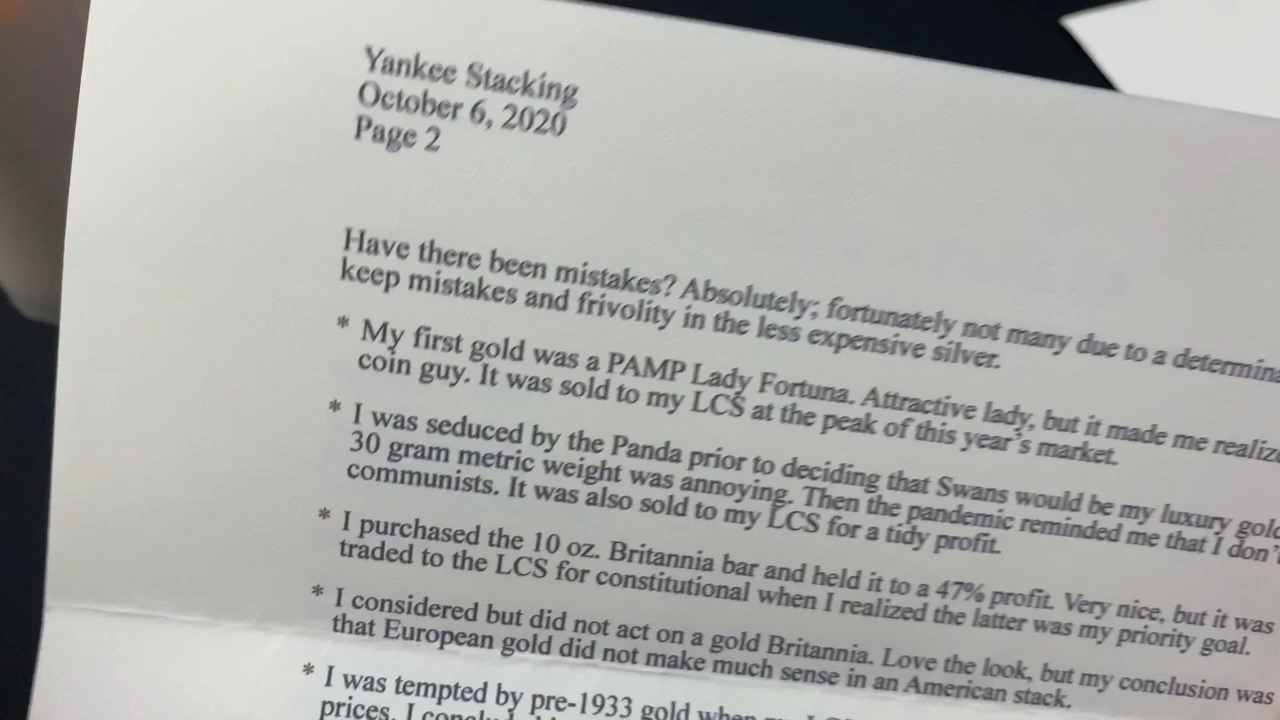 Yankee Stacking
October 6, 2020
Page 2
Have there been mistakes? Absolutely; fortunately not many due to a
keep mistakes and frivolity in the less expensive silver.
* My first gold was a PAMP Lady Fortuna. Attractive lady, but it made me
coin guy. It was sold to my LCS at the peak of this year's market.
* I was seduced by the Panda prior to deciding that Swans would be my luxury gold
30 gram metric weight was annoying. Then the pandemic reminded me that I don't
communists. It was also sold to my LCS for a tidy profit.
* I purchased the 10 oz. Britannia bar and held it to a 47% profit. Very nice, but it was
traded to the LCS for constitutional when I realized the latter was my priority goal.
* I considered but did not act on a gold Britannia. Love the look, but my conclusion was
that European gold did not make much sense in an American stack.
* I was tempted by pre-1933 gold when
prices. I